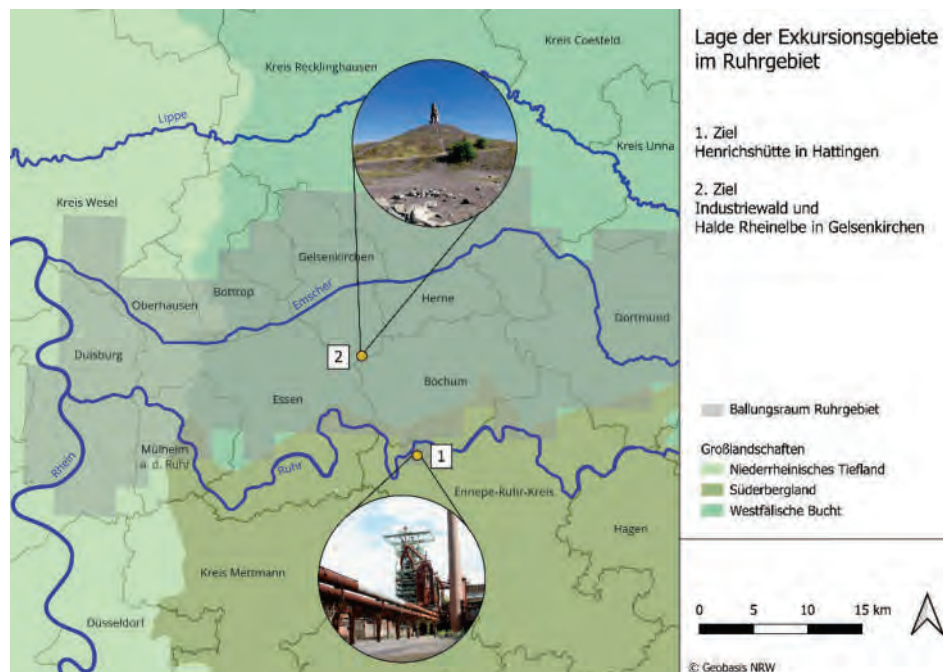 Lage der Exkursionsgebiete
im Ruhrgebiet
1. Ziel
Henrichshütte in Hattingen
2. Ziel
Industriewald und
Halde Rheinelbe in Gelsenkirchen
Ballungsraum Ruhrgebiet
Großlandschaften
Niederrheinisches Tiefland
Süderbergland
Westfälische Bucht
0 5 10 15 km
© Geobasis NRW
Kreis Coesfeld
Kreis Recklinghausen
Lippe
Kreis Unna
Kreis Wesel
Gelsenkirchen
Bottrop
Emscher
Herne
Oberhausen
Dortmund
Duisburg
2
Bochum
Essen
Mülheim
a. d. Ruhr
Rhein
Ruhr
1
Ennepe-Ruhr-Kreis
Hagen
Kreis Mettmann
Düsseldorf